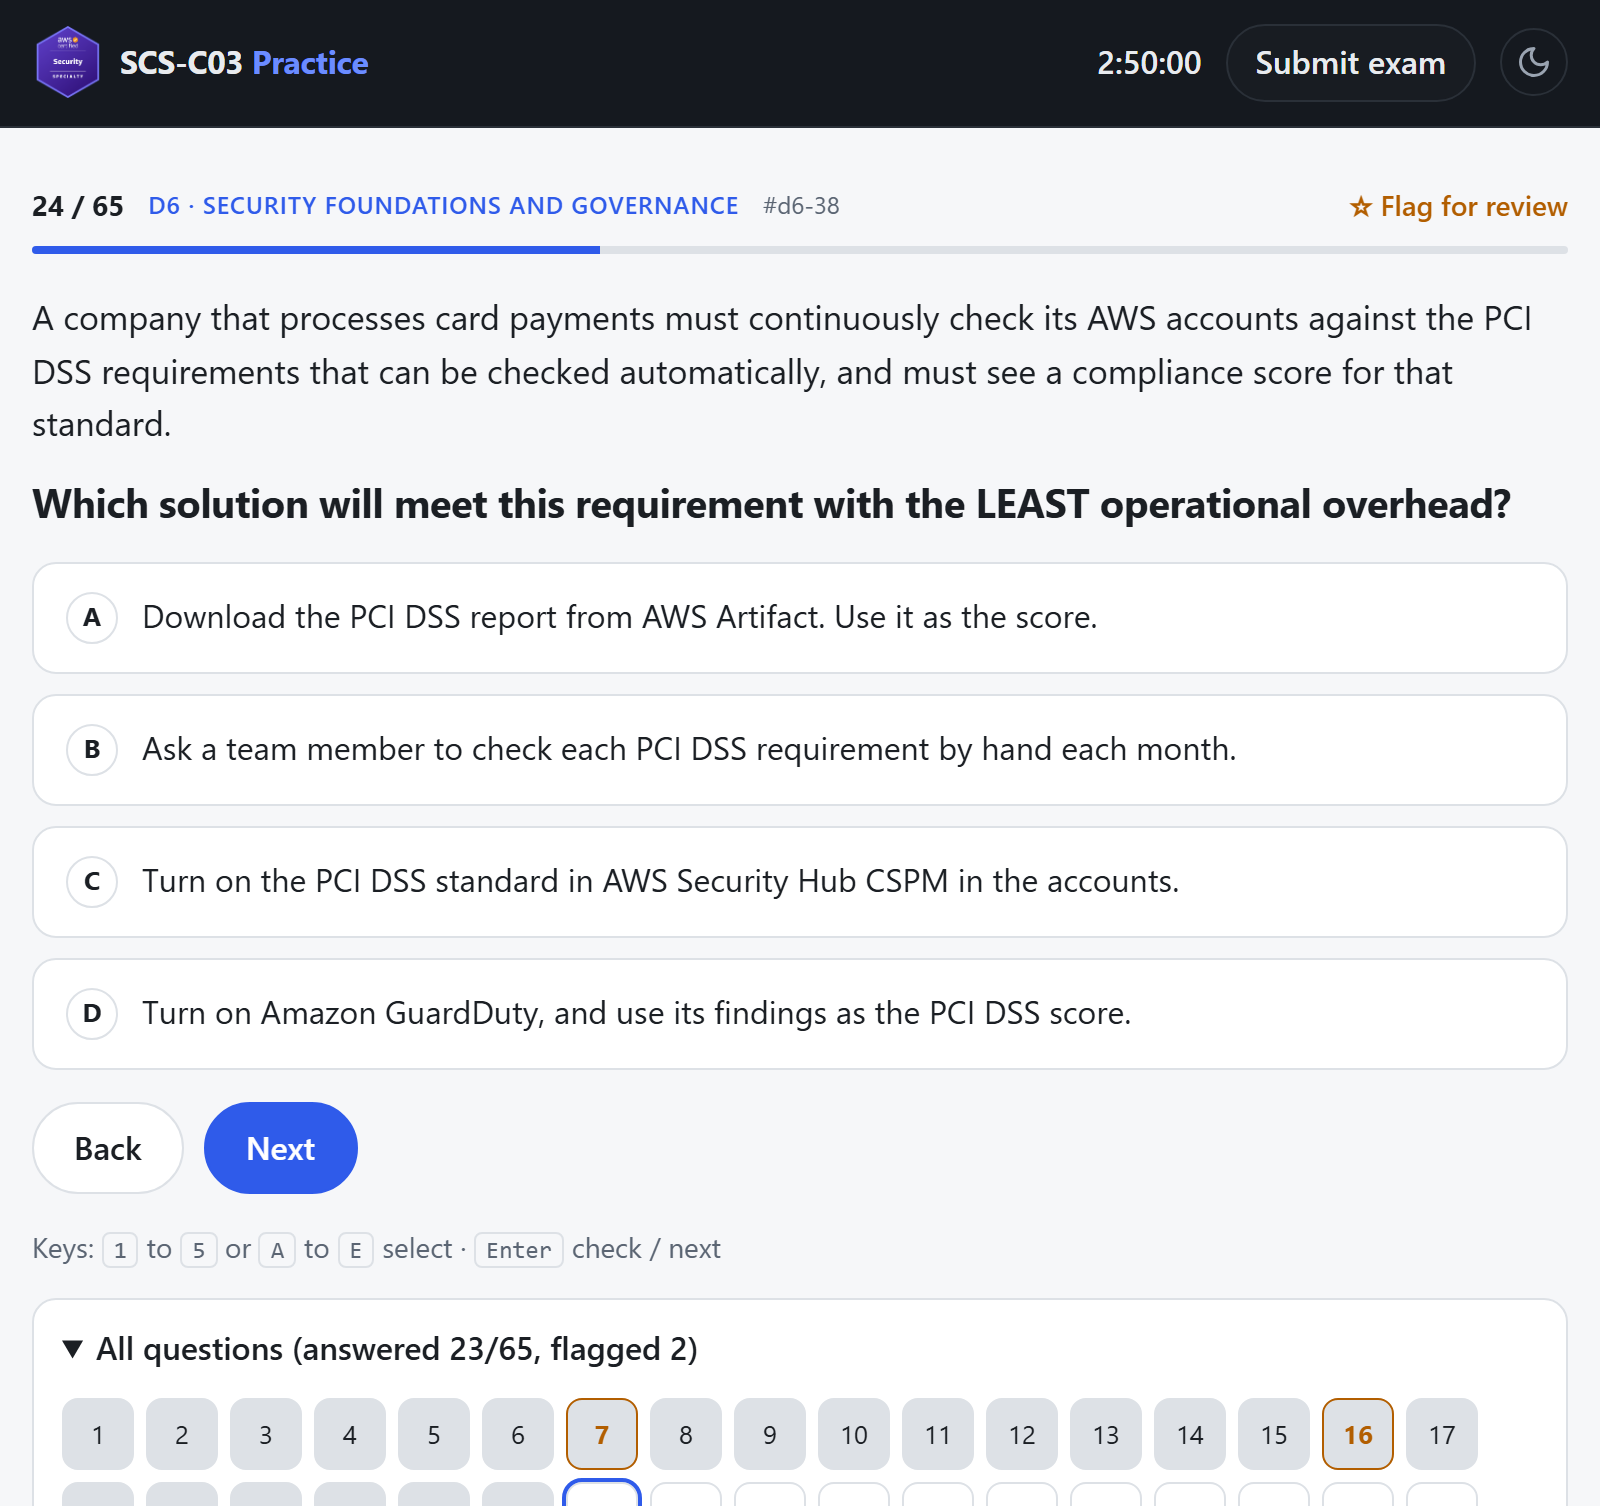 aws
certified
Security
SPECIALTY
SCS-C03 Practice
2:50:00
Submit exam
24 / 65
D6 · SECURITY FOUNDATIONS AND GOVERNANCE
#d6-38
☆ Flag for review
A company that processes card payments must continuously check its AWS accounts against the PCI
DSS requirements that can be checked automatically, and must see a compliance score for that
standard.
Which solution will meet this requirement with the LEAST operational overhead?
A Download the PCI DSS report from AWS Artifact. Use it as the score.
B Ask a team member to check each PCI DSS requirement by hand each month.
C Turn on the PCI DSS standard in AWS Security Hub CSPM in the accounts.
D Turn on Amazon GuardDuty, and use its findings as the PCI DSS score.
Back
Next
Keys: 1 to 5 or A to E select · Enter check / next
▼ All questions (answered 23/65, flagged 2)
1 2 3 4 5 6 7 8 9 10 11 12 13 14 15 16 17